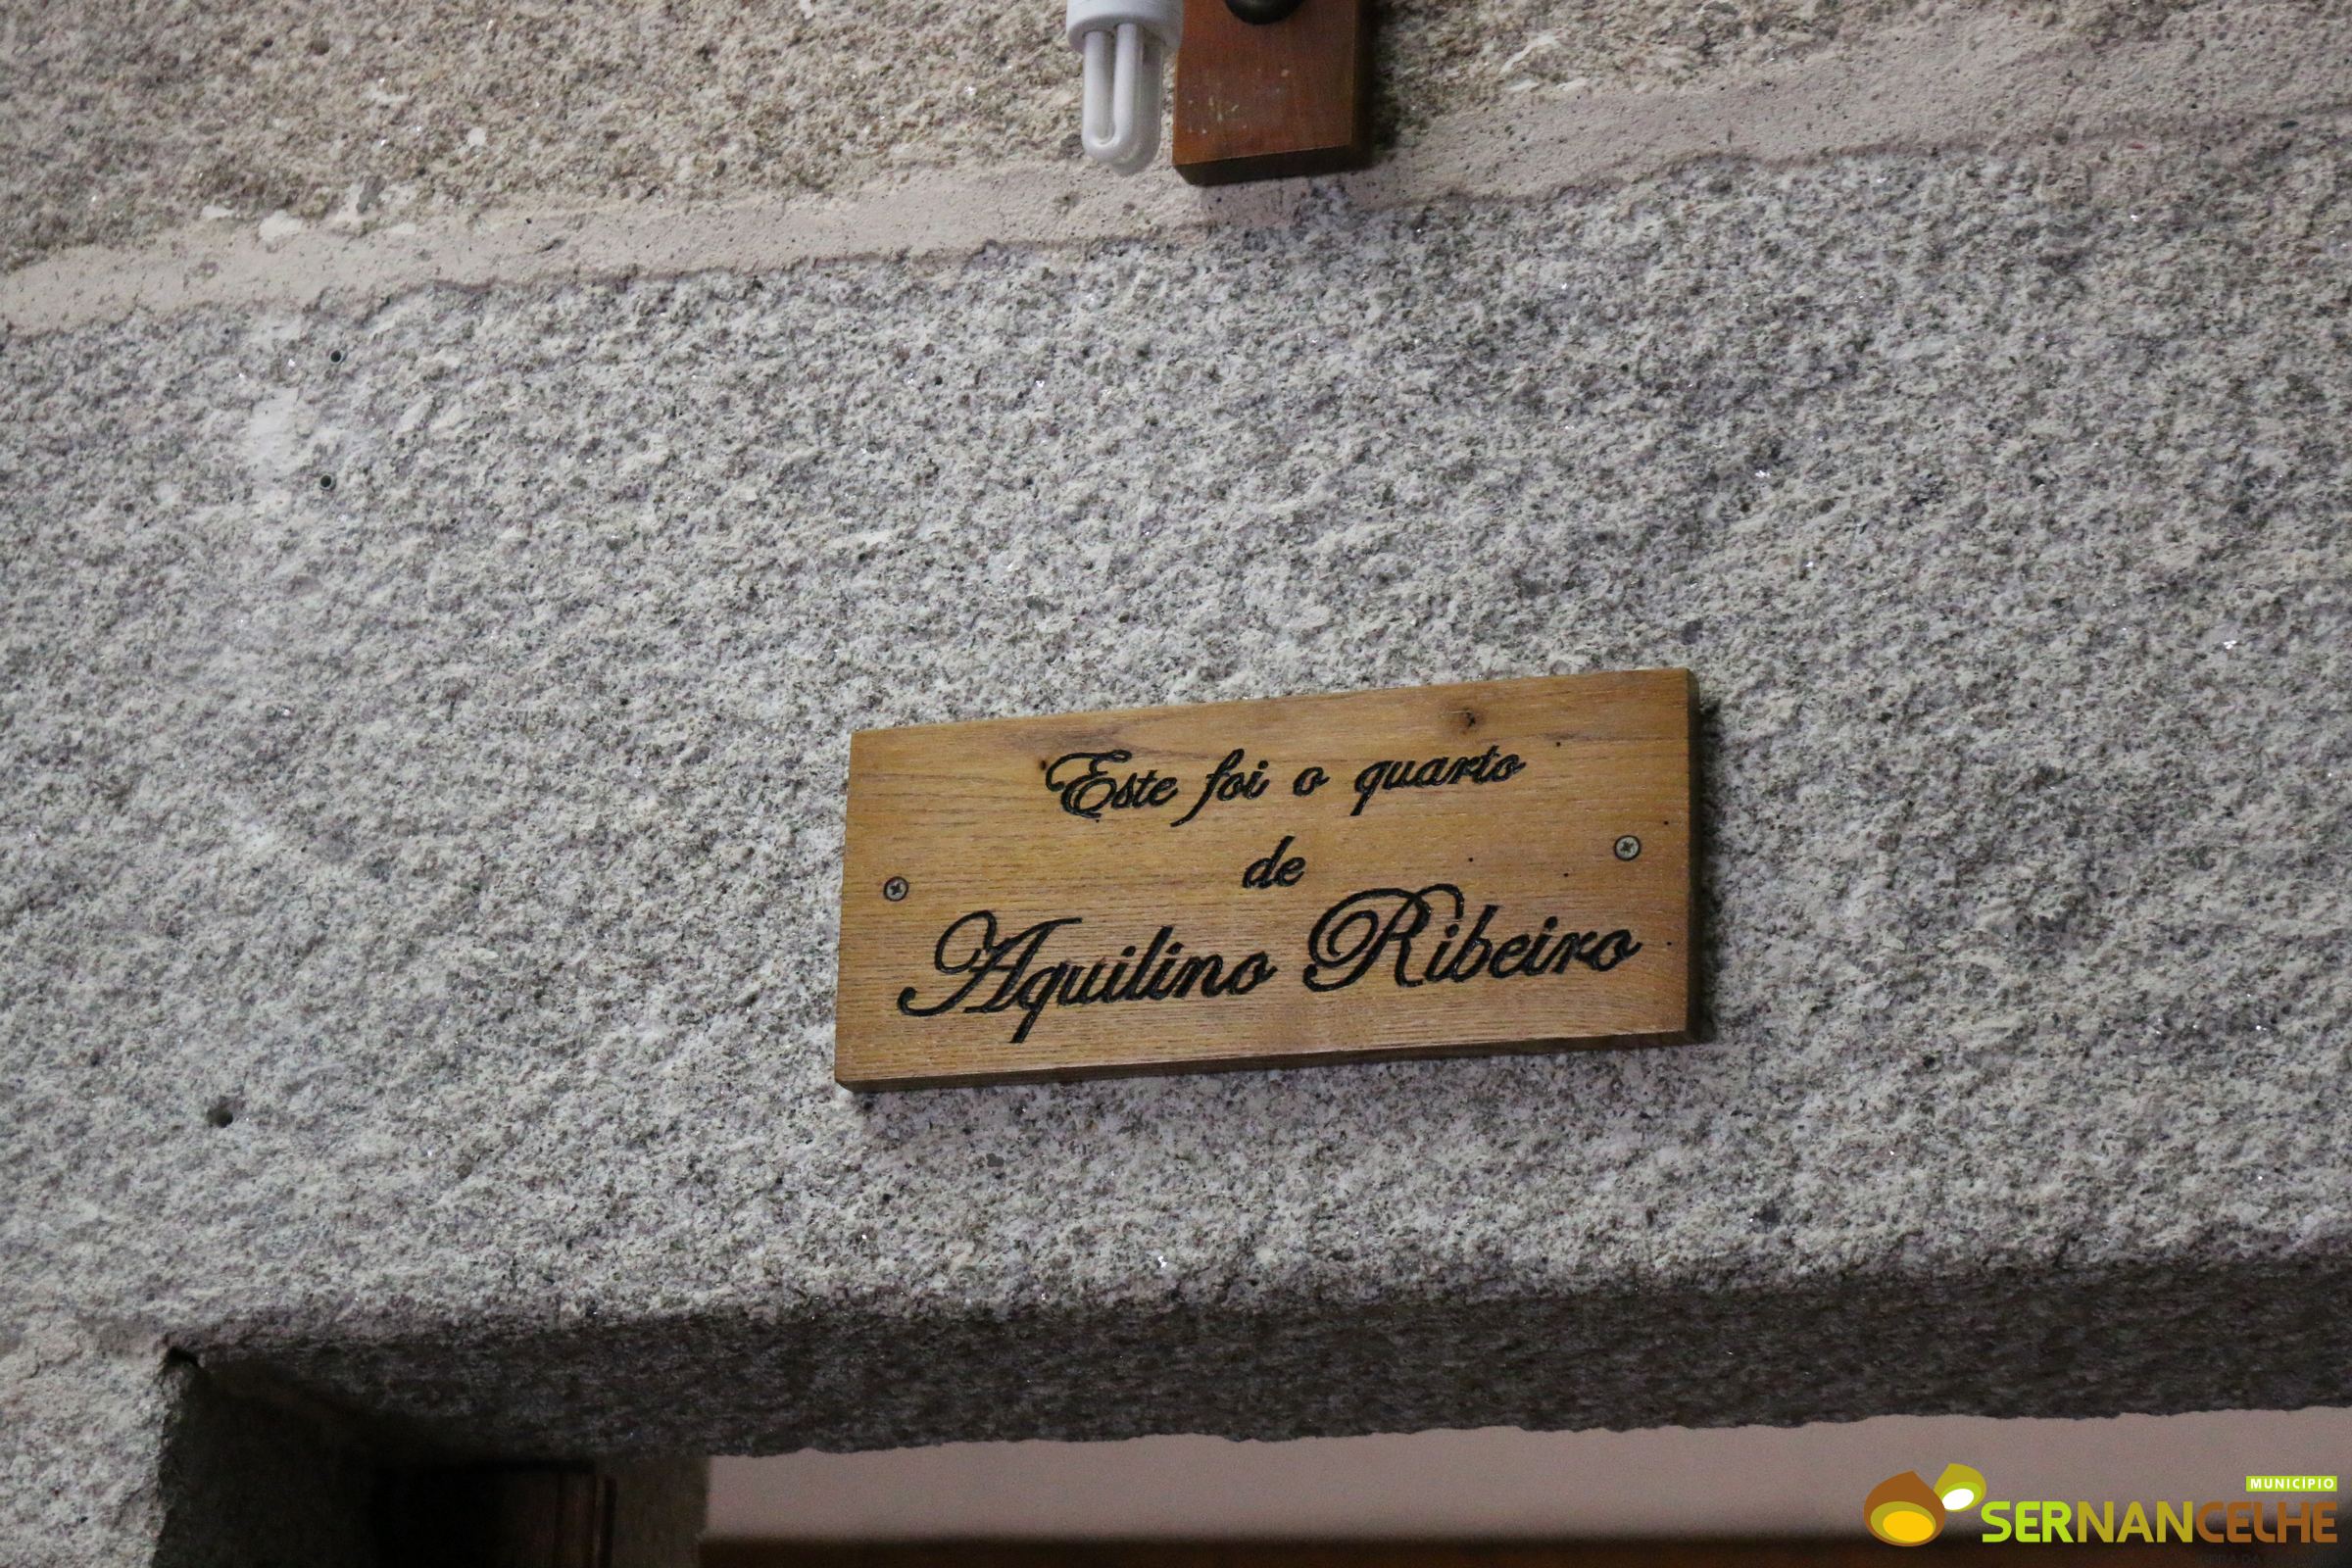 Este foi o quarto
de
Aquilino Ribeiro
MUNICÍPIO
SERNANCELHE